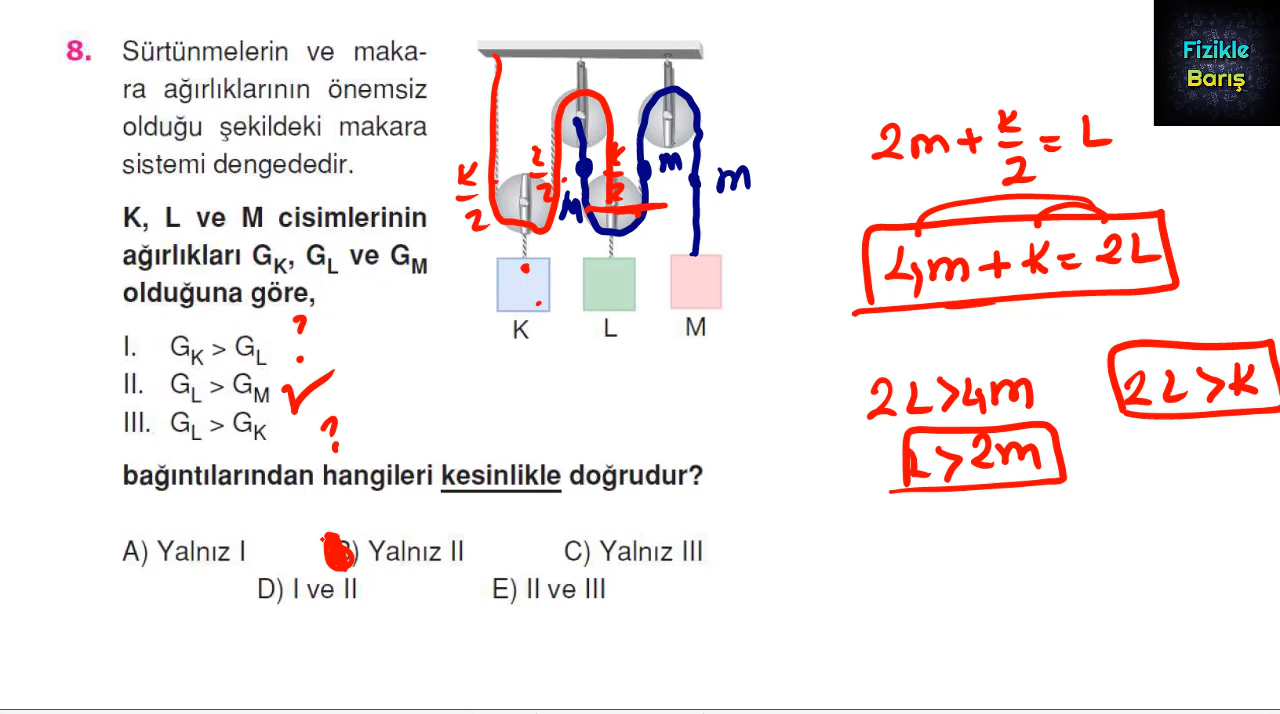 Fizikle
Barış
8. Sürtünmelerin ve maka-
ra ağırlıklarının önemsiz
olduğu şekildeki makara
sistemi dengededir.
K, L ve M cisimlerinin
ağırlıkları G_K, G_L ve G_M
olduğuna göre,
I. G_K > G_L ?
II. G_L > G_M ✓
III. G_L > G_K ?
bağıntılarından hangileri kesinlikle doğrudur?
A) Yalnız I B) Yalnız II C) Yalnız III
D) I ve II E) II ve III
K/2
K/2
m
m
K L M
2m + K/2 = L
4m + K = 2L
2L > 4m
L > 2m
2L > K